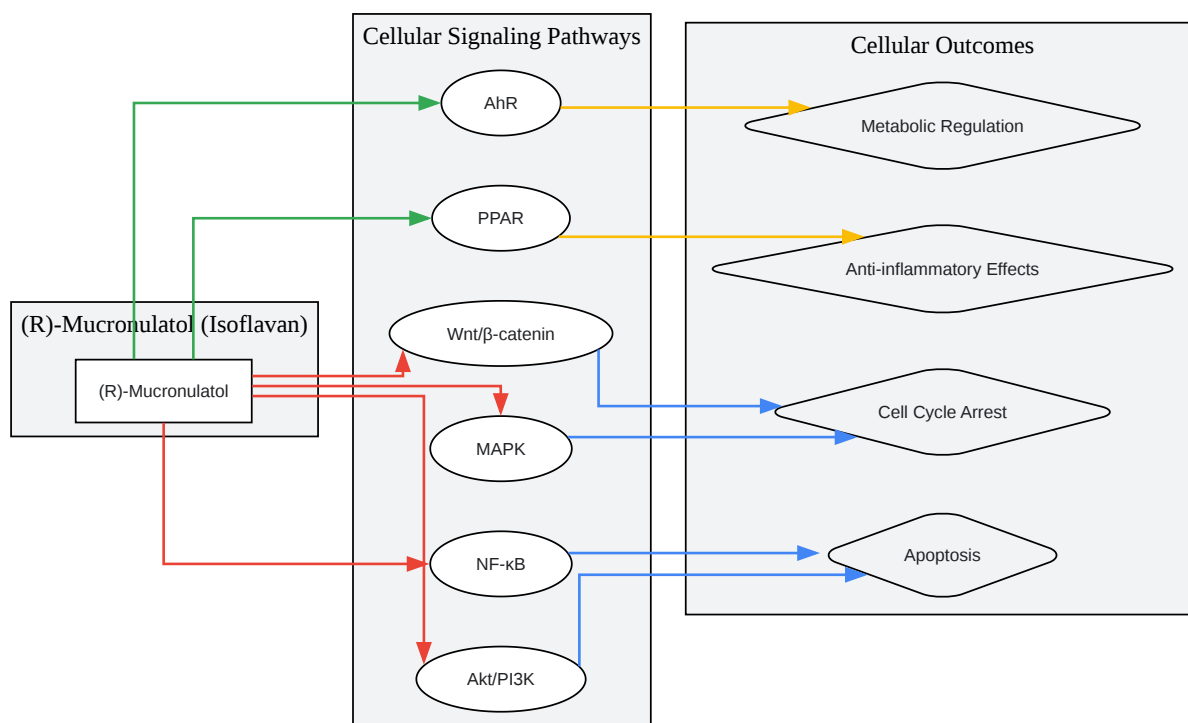 Cellular Signaling Pathways
Cellular Outcomes
AhR
Metabolic Regulation
PPAR
Anti-inflammatory Effects
(R)-Mucronulatol (Isoflavan)
Wnt/β-catenin
(R)-Mucronulatol
Cell Cycle Arrest
MAPK
NF-κB
Apoptosis
Akt/PI3K